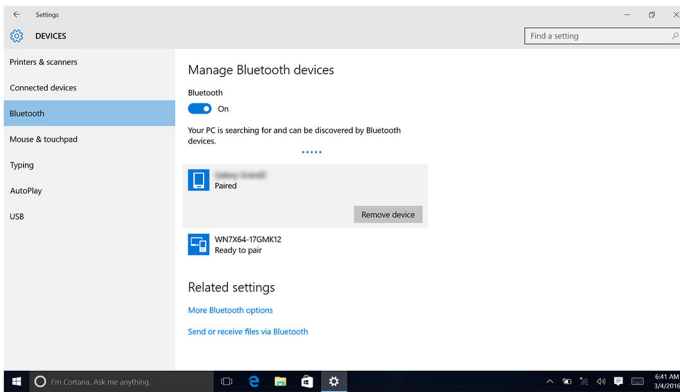 Settings
DEVICES
Find a setting
Printers & scanners
Connected devices
Bluetooth
Mouse & touchpad
Typing
AutoPlay
USB
Manage Bluetooth devices
Bluetooth
On
Your PC is searching for and can be discovered by Bluetooth
devices.
Paired
Remove device
WN7X64-17GMK12
Ready to pair
Related settings
More Bluetooth options
Send or receive files via Bluetooth
I'm Cortana. Ask me anything.
6:41 AM
3/4/2016